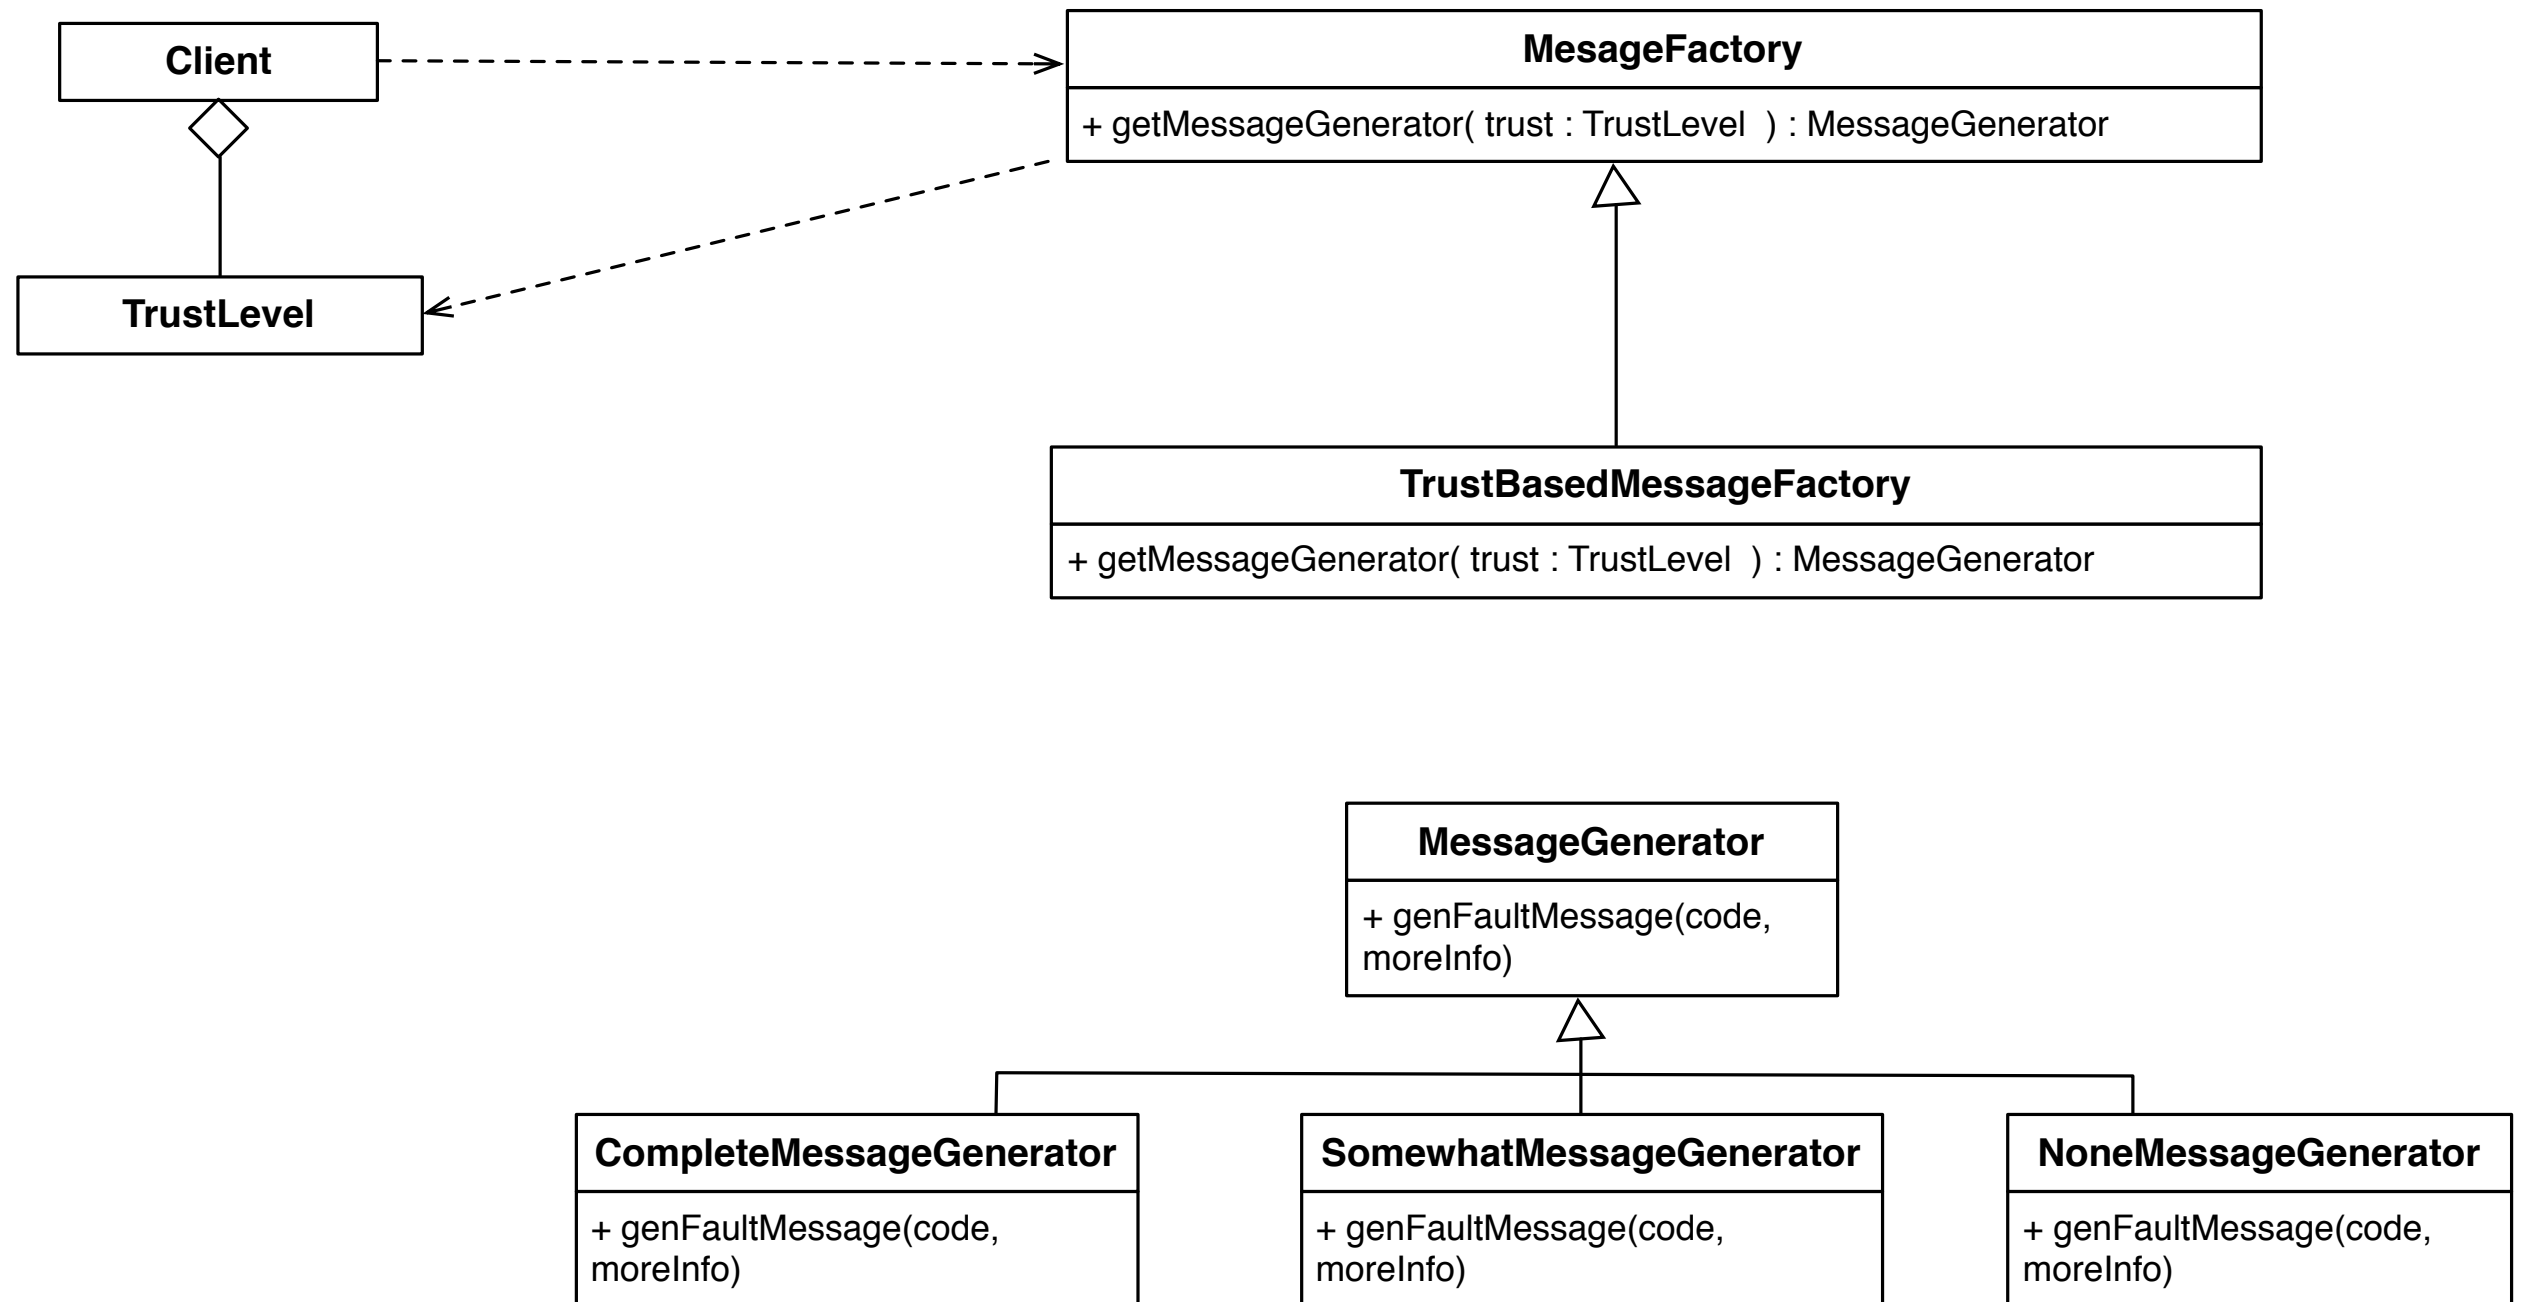 Client
MesageFactory
+ getMessageGenerator( trust : TrustLevel  ) : MessageGenerator
TrustLevel
TrustBasedMessageFactory
+ getMessageGenerator( trust : TrustLevel  ) : MessageGenerator
MessageGenerator
+ genFaultMessage(code,
moreInfo)
CompleteMessageGenerator
+ genFaultMessage(code,
moreInfo)
SomewhatMessageGenerator
+ genFaultMessage(code,
moreInfo)
NoneMessageGenerator
+ genFaultMessage(code,
moreInfo)